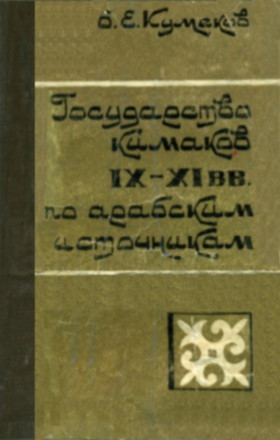 Б. Е. Кумеков
Государство
кимаков
IX-XI вв.
по арабским
источникам